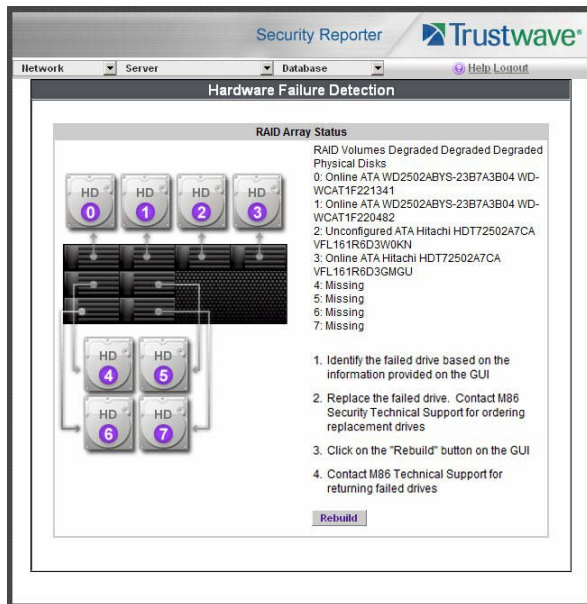 Security Reporter
Trustwave®
Network
Server
Database
Help Logout
Hardware Failure Detection
RAID Array Status
HD
0
HD
1
HD
2
HD
3
HD
4
HD
5
HD
6
HD
7
RAID Volumes Degraded Degraded Degraded
Physical Disks
0: Online ATA WD2502ABYS-23B7A3B04 WD-
WCAT1F221341
1: Online ATA WD2502ABYS-23B7A3B04 WD-
WCAT1F220482
2: Unconfigured ATA Hitachi HDT72502A7CA
VFL161R6D3W0KN
3: Online ATA Hitachi HDT72502A7CA
VFL161R6D3GMGU
4: Missing
5: Missing
6: Missing
7: Missing
1. Identify the failed drive based on the
information provided on the GUI
2. Replace the failed drive. Contact M86
Security Technical Support for ordering
replacement drives
3. Click on the "Rebuild" button on the GUI
4. Contact M86 Technical Support for
returning failed drives
Rebuild